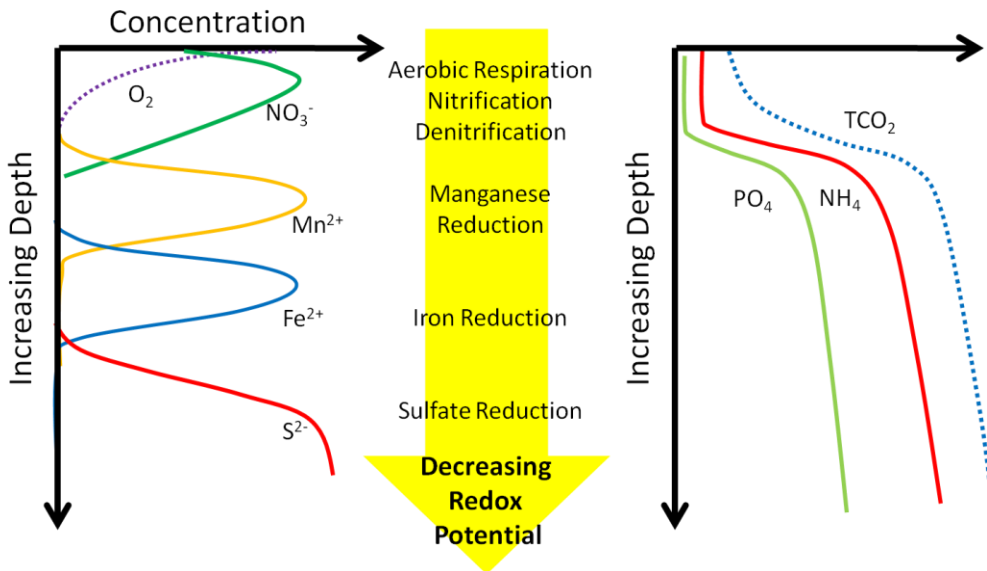 Concentration
Increasing Depth
O₂
NO₃⁻
Mn²⁺
Fe²⁺
S²⁻
Aerobic Respiration
Nitrification
Denitrification
Manganese
Reduction
Iron Reduction
Sulfate Reduction
Decreasing
Redox
Potential
Increasing Depth
TCO₂
PO₄
NH₄